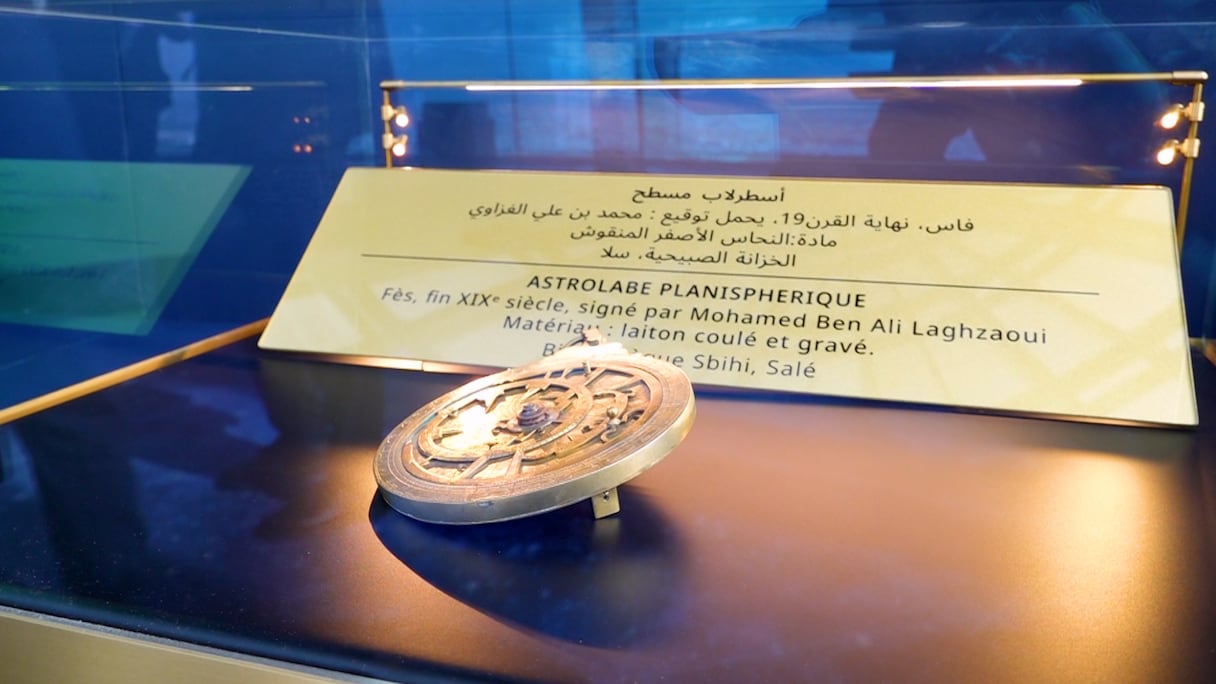 أسطرلاب مسطح
فاس، نهاية القرن19، يحمل توقيع : محمد بن علي الغزاوي
مادة:النحاس الأصفر المنقوش
الخزانة الصبيحية، سلا
ASTROLABE PLANISPHERIQUE
Fès, fin XIXᵉ siècle, signé par Mohamed Ben Ali Laghzaoui
Matériau : laiton coulé et gravé.
Sbihi, Salé